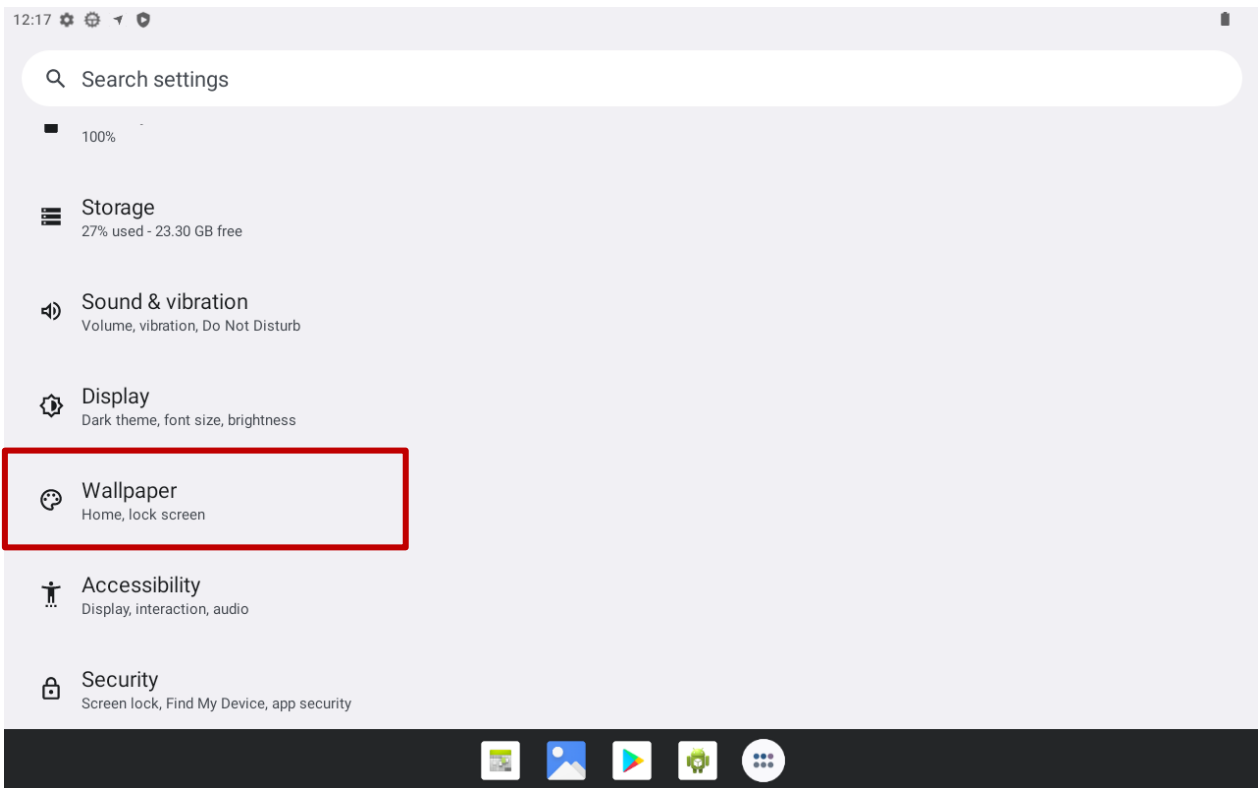 12:17
Search settings
100%
Storage
27% used - 23.30 GB free
Sound & vibration
Volume, vibration, Do Not Disturb
Display
Dark theme, font size, brightness
Wallpaper
Home, lock screen
Accessibility
Display, interaction, audio
Security
Screen lock, Find My Device, app security